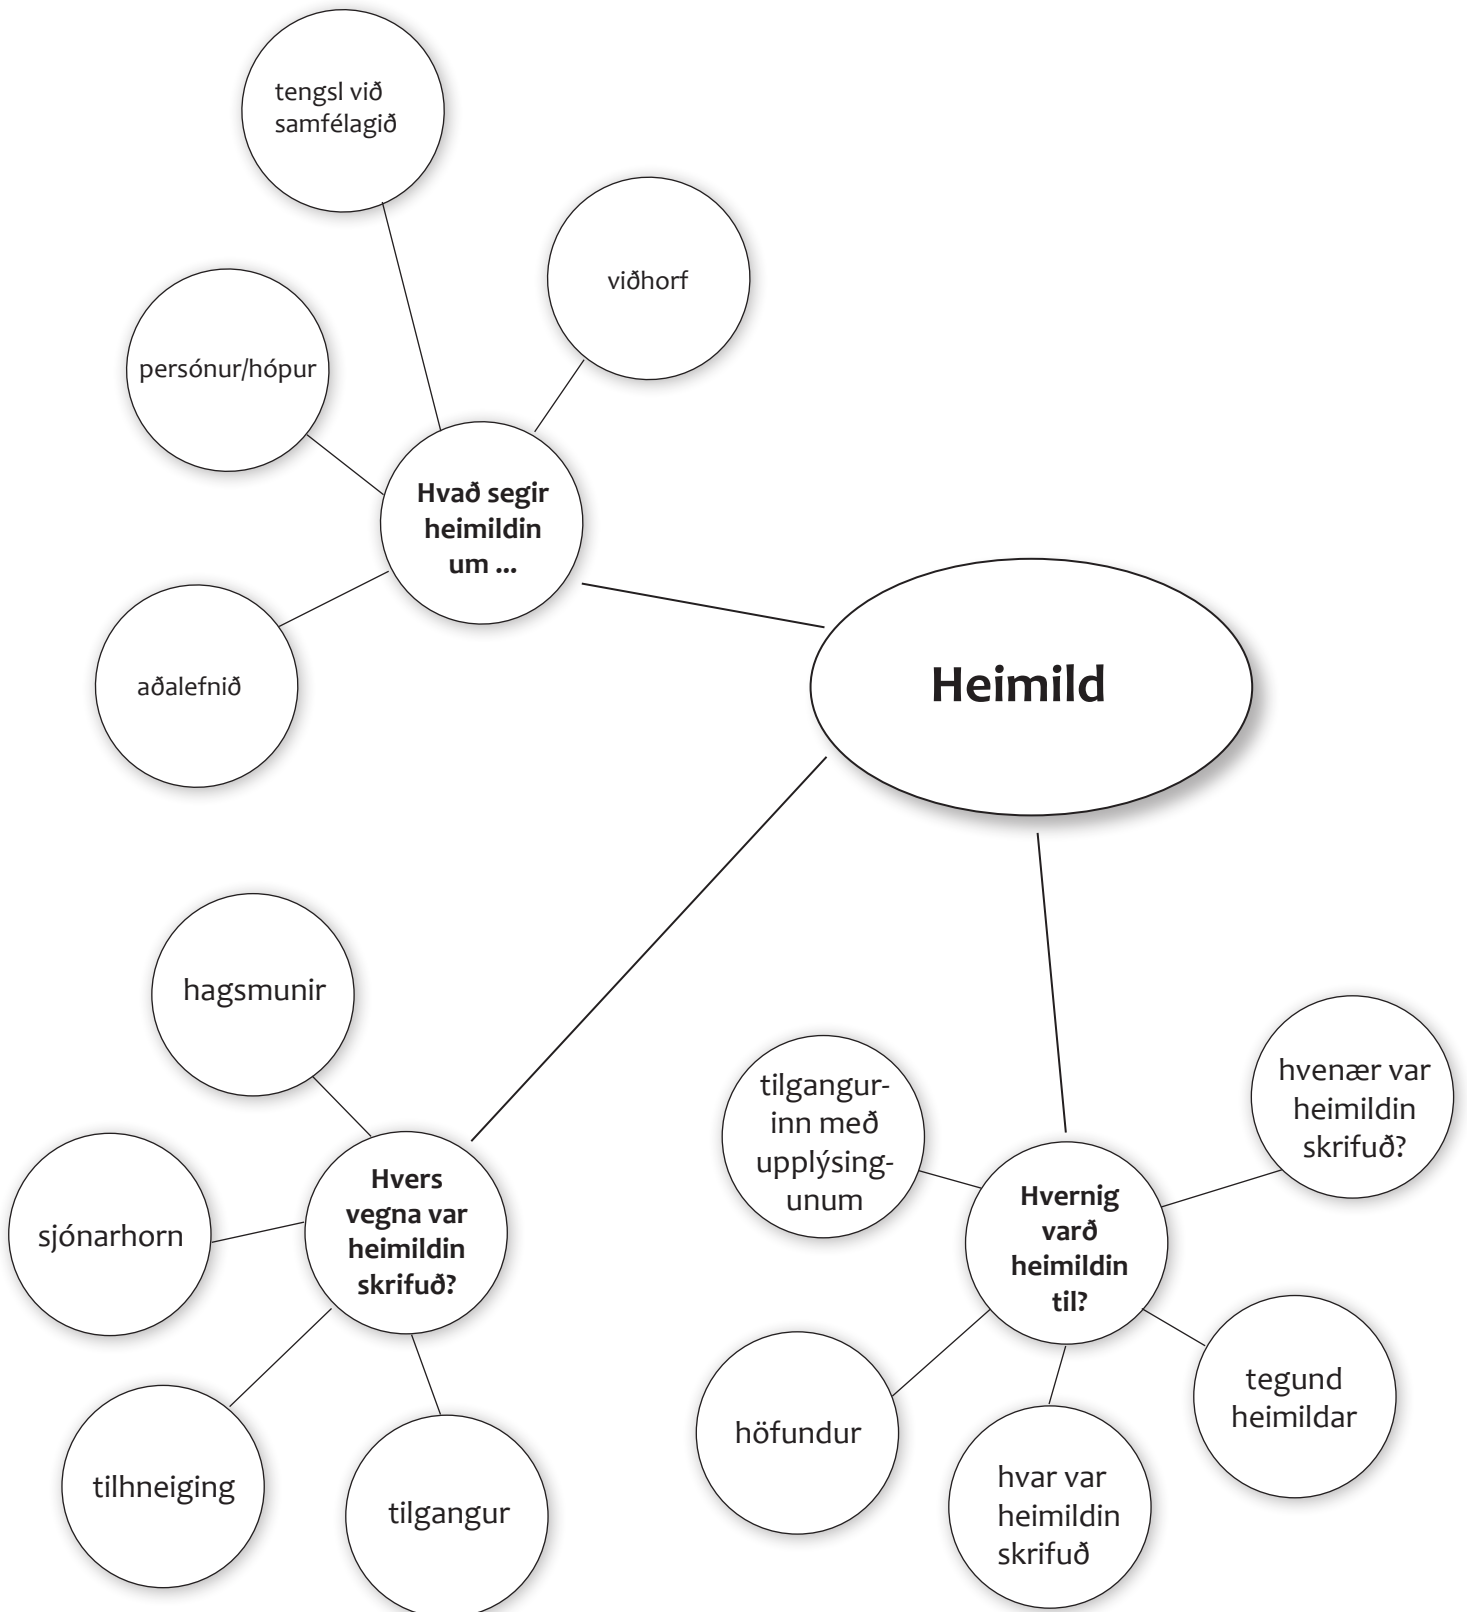 tengsl við
samfélagið
viðhorf
persónur/hópur
Hvað segir
heimildin
um ...
aðalefnið
Heimild
hagsmunir
sjónarhorn
Hvers
vegna var
heimildin
skrifuð?
tilhneiging
tilgangur
tilgangur-
inn með
upplýsing-
unum
hvenær var
heimildin
skrifuð?
Hvernig
varð
heimildin
til?
höfundur
hvar var
heimildin
skrifuð
tegund
heimildar